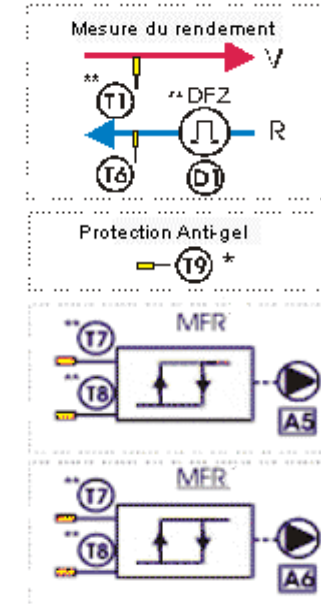 Mesure du rendement
V
**
T1
** DFZ
R
T6
D1
Protection Anti-gel
T9 *
** T7
MFR
** T8
A5
** T7
MFR
** T8
A6